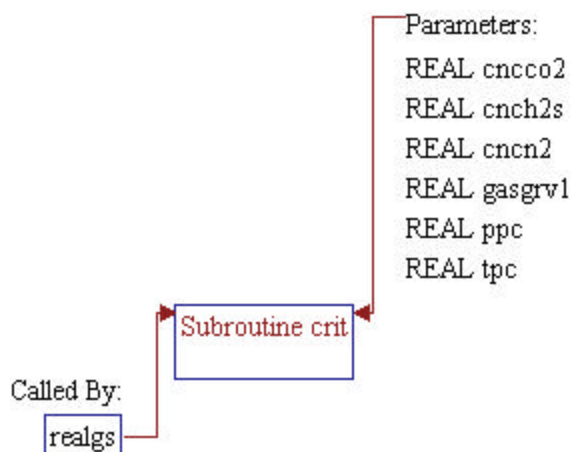 Parameters:
REAL cncco2
REAL cnch2s
REAL cncn2
REAL gasgrv1
REAL ppc
REAL tpc
Subroutine crit
Called By:
realgs